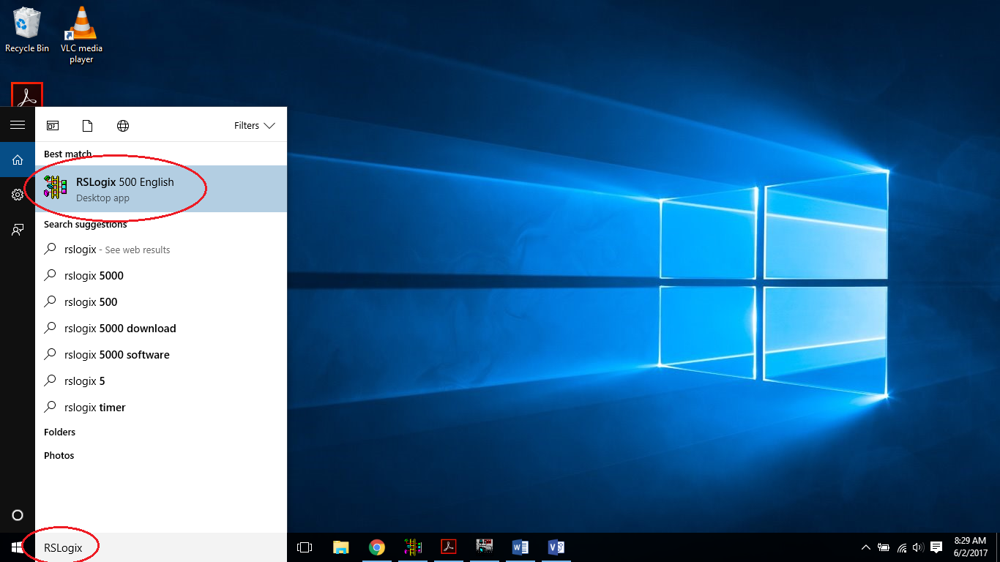 Recycle Bin
VLC media
player
Filters
Best match
RSLogix 500 English
Desktop app
Search suggestions
rslogix - See web results
rslogix 5000
rslogix 500
rslogix 5000 download
rslogix 5000 software
rslogix 5
rslogix timer
Folders
Photos
RSLogix
8:29 AM
6/2/2017